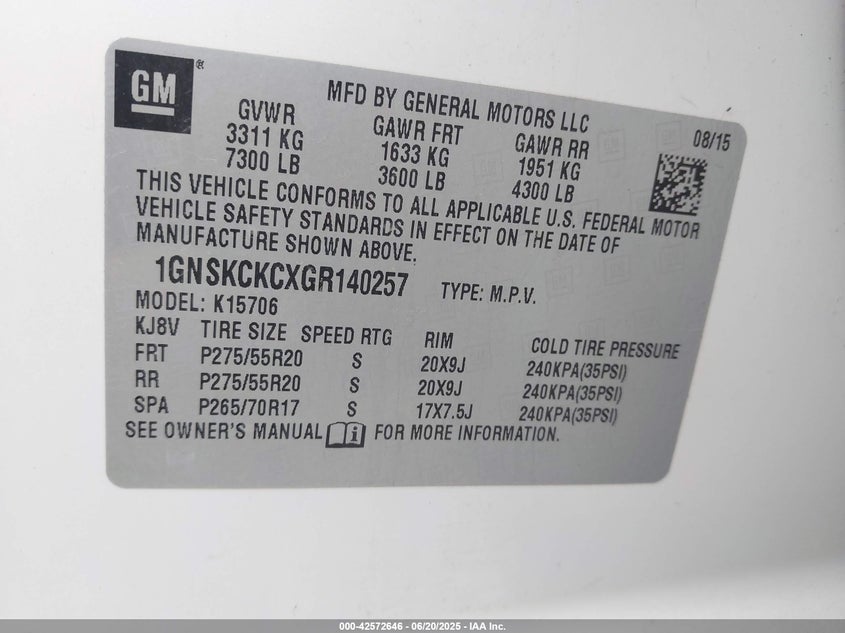 GM®
MFD BY GENERAL MOTORS LLC
08/15
GVWR GAWR FRT GAWR RR
3311 KG 1633 KG 1951 KG
7300 LB 3600 LB 4300 LB
THIS VEHICLE CONFORMS TO ALL APPLICABLE U.S. FEDERAL MOTOR
VEHICLE SAFETY STANDARDS IN EFFECT ON THE DATE OF
MANUFACTURE SHOWN ABOVE.
1GNSKCKCXGR140257 TYPE: M.P.V.
MODEL: K15706
KJ8V TIRE SIZE SPEED RTG RIM COLD TIRE PRESSURE
FRT P275/55R20 S 20X9J 240KPA(35PSI)
RR P275/55R20 S 20X9J 240KPA(35PSI)
SPA P265/70R17 S 17X7.5J 240KPA(35PSI)
SEE OWNER'S MANUAL i FOR MORE INFORMATION.
000-42572646 - 06/20/2025 - IAA Inc.